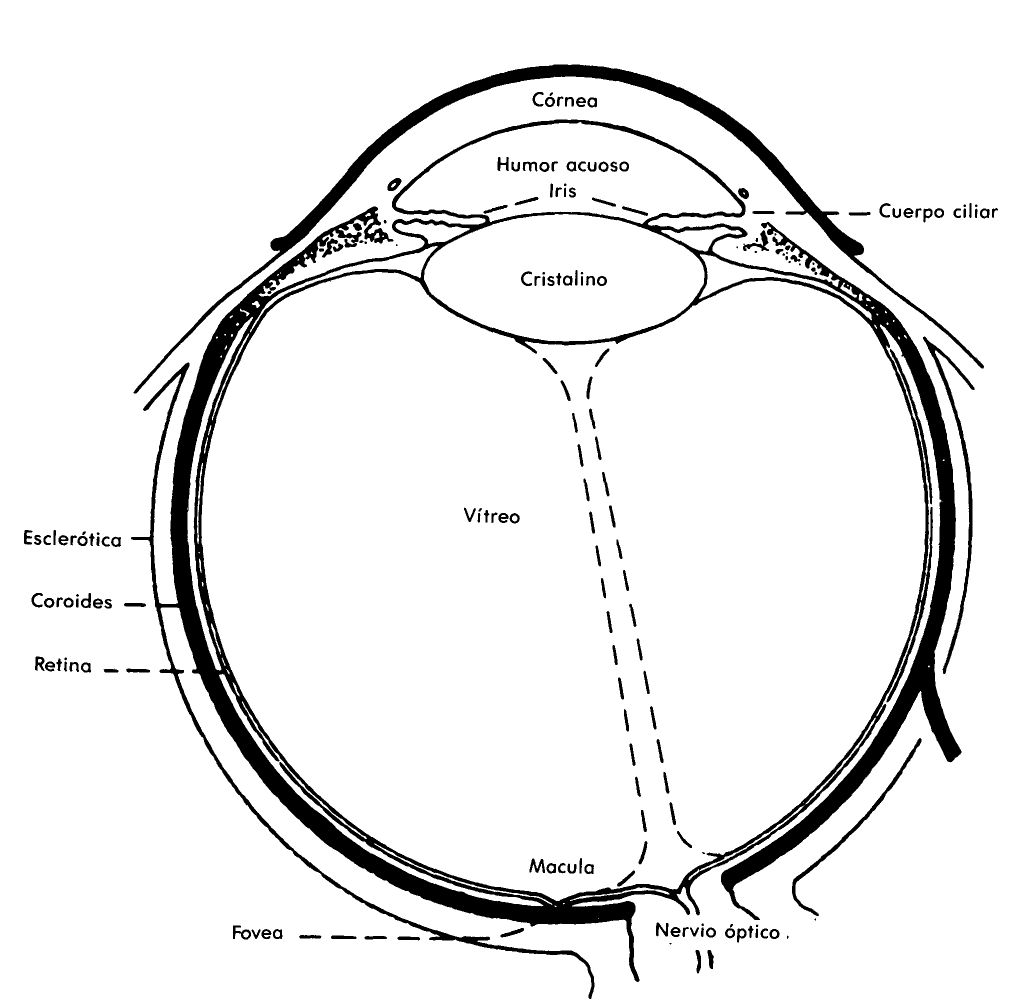 Córnea
Humor acuoso
Iris
Cuerpo ciliar
Cristalino
Vítreo
Esclerótica
Coroides
Retina
Macula
Fovea
Nervio óptico.